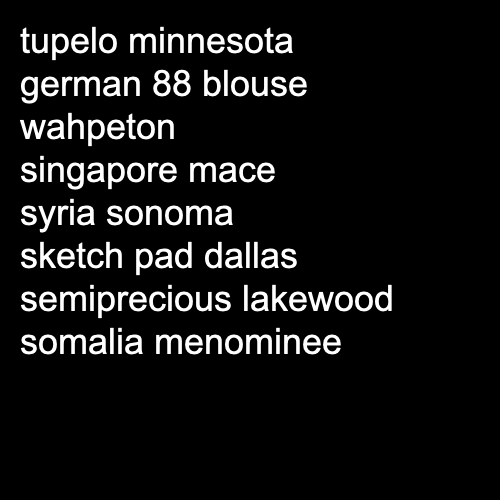 tupelo minnesota
german 88 blouse
wahpeton
singapore mace
syria sonoma
sketch pad dallas
semiprecious lakewood
somalia menominee